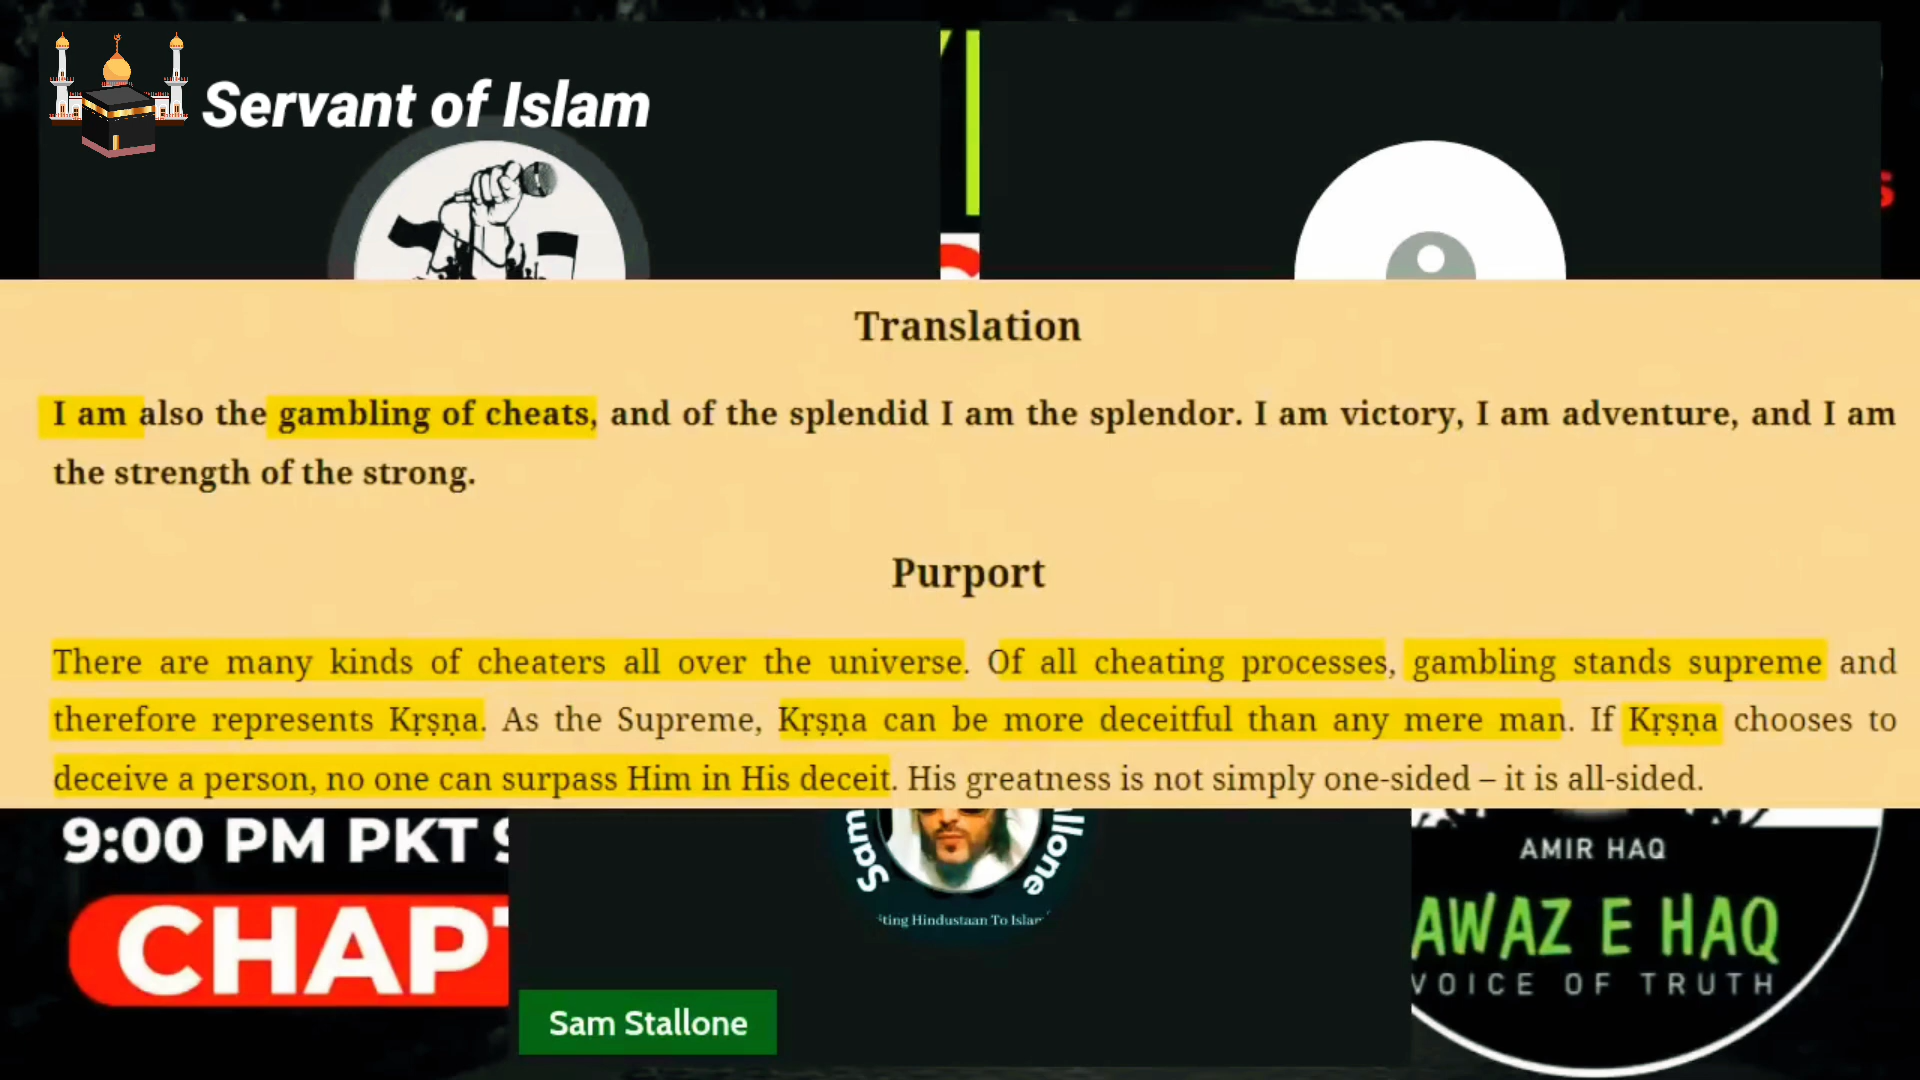 Servant of Islam
Translation
I am also the gambling of cheats, and of the splendid I am the splendor. I am victory, I am adventure, and I am
the strength of the strong.
Purport
There are many kinds of cheaters all over the universe. Of all cheating processes, gambling stands supreme and
therefore represents Kṛṣṇa. As the Supreme, Kṛṣṇa can be more deceitful than any mere man. If Kṛṣṇa chooses to
deceive a person, no one can surpass Him in His deceit. His greatness is not simply one-sided – it is all-sided.
9:00 PM PKT 9
CHAPT
Sam
llone
ting Hindustaan To Islam
Sam Stallone
AMIR HAQ
AWAZ E HAQ
VOICE OF TRUTH